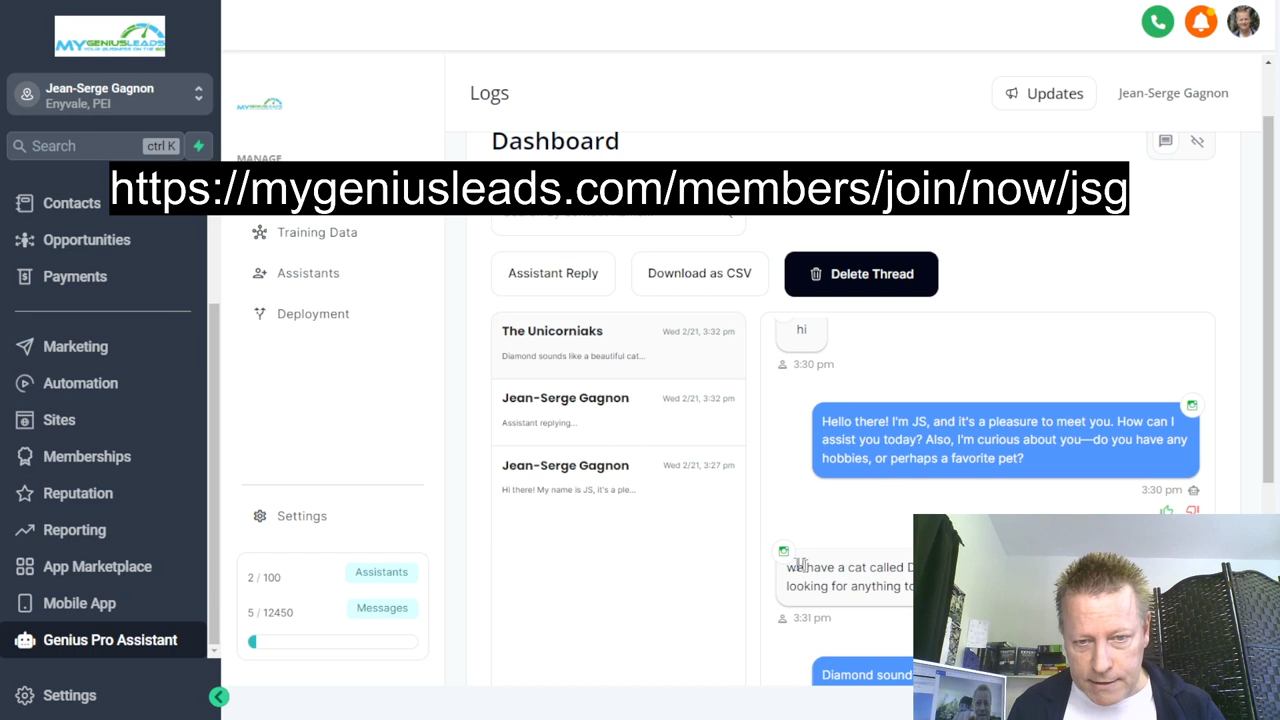 MYGENIUSLEADS
Jean-Serge Gagnon
Enyvale, PEI
Search
ctrl K
Contacts
Opportunities
Payments
Marketing
Automation
Sites
Memberships
Reputation
Reporting
App Marketplace
Mobile App
Genius Pro Assistant
Settings
https://mygeniusleads.com/members/join/now/jsg
MYGENIUSLEADS
MANAGE
Training Data
Assistants
Deployment
Settings
2 / 100
Assistants
5 / 12450
Messages
Logs
Updates
Jean-Serge Gagnon
Dashboard
Assistant Reply
Download as CSV
Delete Thread
The Unicorniaks
Wed 2/21, 3:32 pm
Diamond sounds like a beautiful cat...
Jean-Serge Gagnon
Wed 2/21, 3:32 pm
Assistant replying...
Jean-Serge Gagnon
Wed 2/21, 3:27 pm
Hi there! My name is JS, it's a ple...
hi
3:30 pm
Hello there! I'm JS, and it's a pleasure to meet you. How can I
assist you today? Also, I'm curious about you—do you have any
hobbies, or perhaps a favorite pet?
3:30 pm
we have a cat called
looking for anything
3:31 pm
Diamond sound